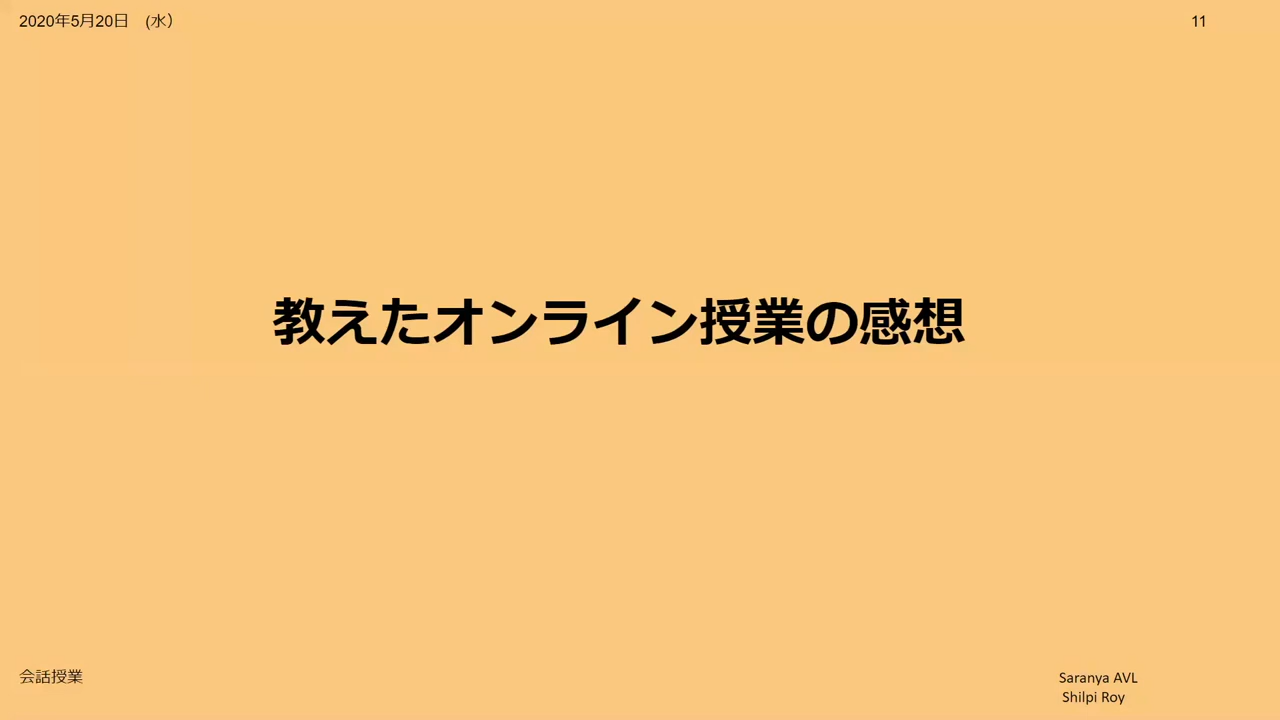 2020年5月20日　(水）
11
教えたオンライン授業の感想
会話授業
Saranya AVL
Shilpi Roy